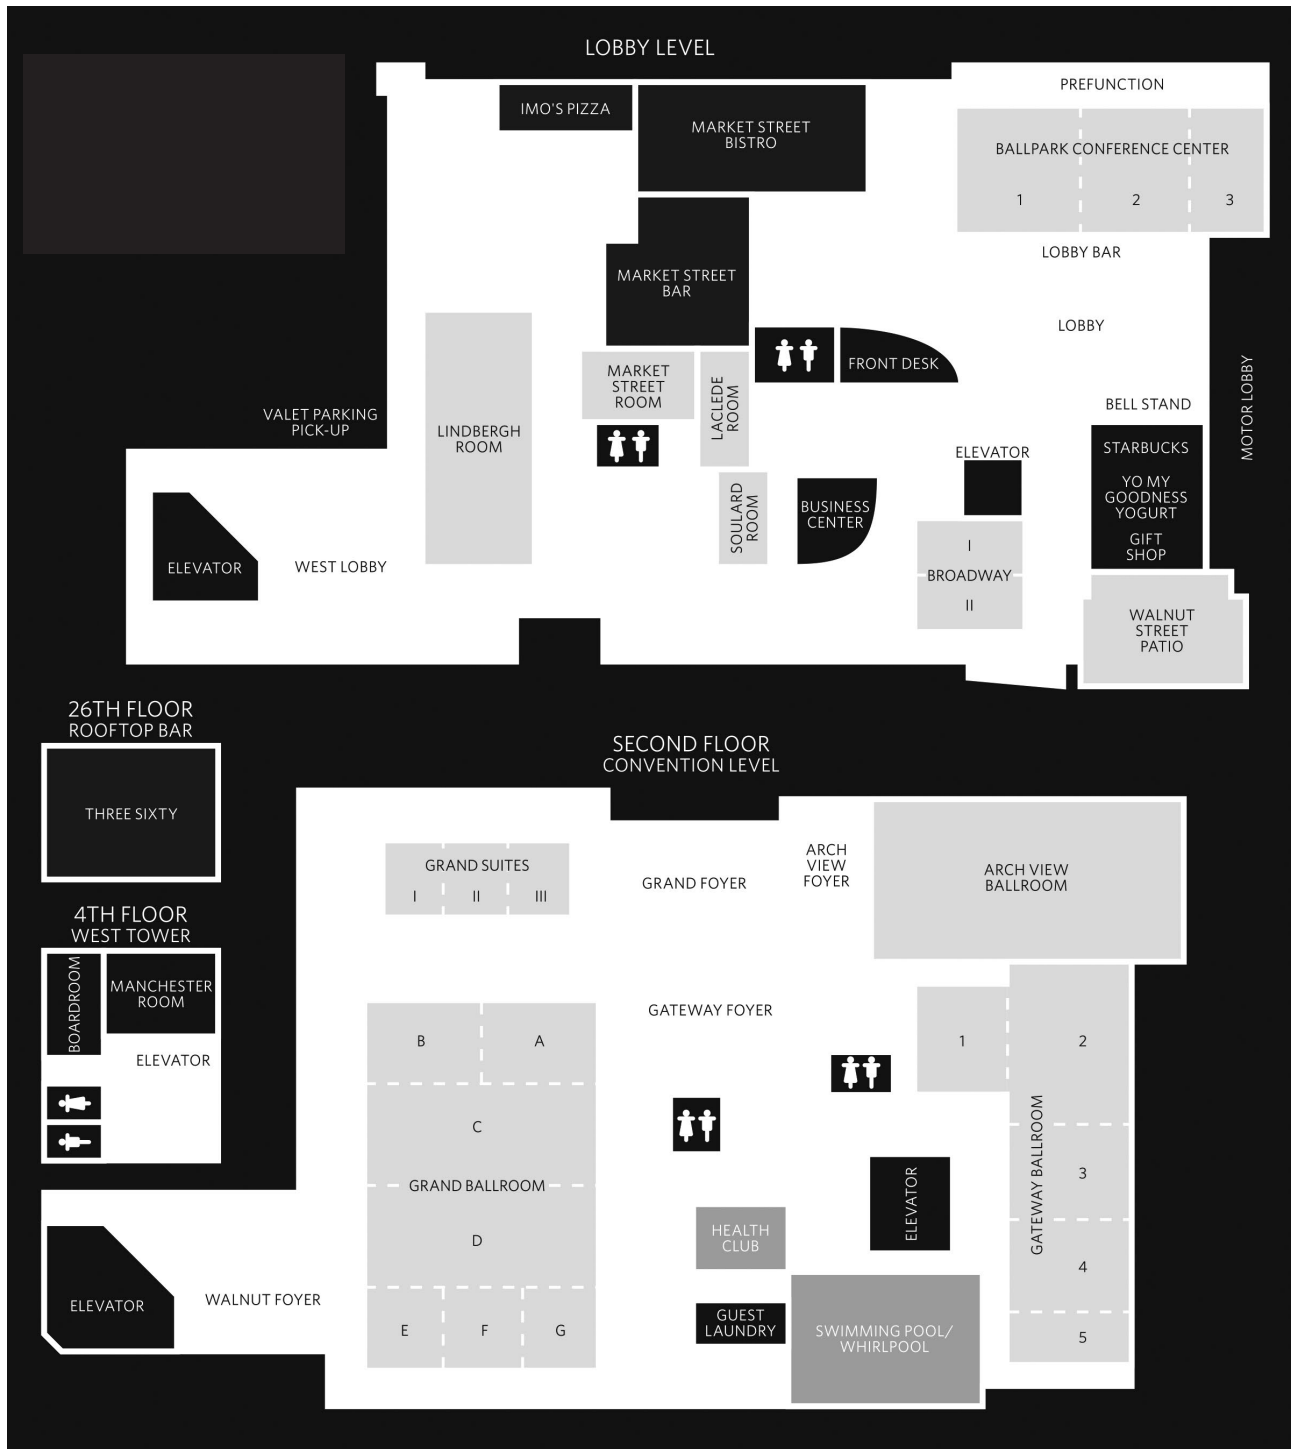 LOBBY LEVEL
PREFUNCTION
IMO'S PIZZA
MARKET STREET
BISTRO
BALLPARK CONFERENCE CENTER
1
2
3
LOBBY BAR
MARKET STREET
BAR
LOBBY
FRONT DESK
MARKET
STREET
ROOM
LACLEDE
ROOM
MOTOR LOBBY
VALET PARKING
PICK-UP
BELL STAND
LINDBERGH
ROOM
ELEVATOR
STARBUCKS
YO MY
GOODNESS
YOGURT
GIFT
SHOP
SOULARD
ROOM
BUSINESS
CENTER
I
BROADWAY
II
ELEVATOR
WEST LOBBY
WALNUT
STREET
PATIO
26TH FLOOR
ROOFTOP BAR
THREE SIXTY
4TH FLOOR
WEST TOWER
BOARDROOM
MANCHESTER
ROOM
ELEVATOR
SECOND FLOOR
CONVENTION LEVEL
GRAND SUITES
I
II
III
GRAND FOYER
ARCH
VIEW
FOYER
ARCH VIEW
BALLROOM
GATEWAY FOYER
B
A
C
GRAND BALLROOM
D
E
F
G
1
2
3
GATEWAY BALLROOM
4
5
ELEVATOR
HEALTH
CLUB
GUEST
LAUNDRY
SWIMMING POOL/
WHIRLPOOL
ELEVATOR
WALNUT FOYER